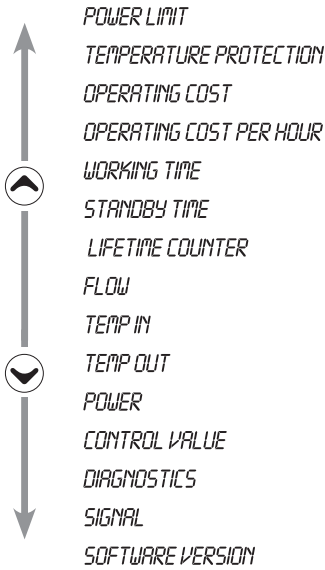 POWER LIMIT
TEMPERATURE PROTECTION
OPERATING COST
OPERATING COST PER HOUR
WORKING TIME
STANDBY TIME
LIFETIME COUNTER
FLOW
TEMP IN
TEMP OUT
POWER
CONTROL VALUE
DIAGNOSTICS
SIGNAL
SOFTWARE VERSION